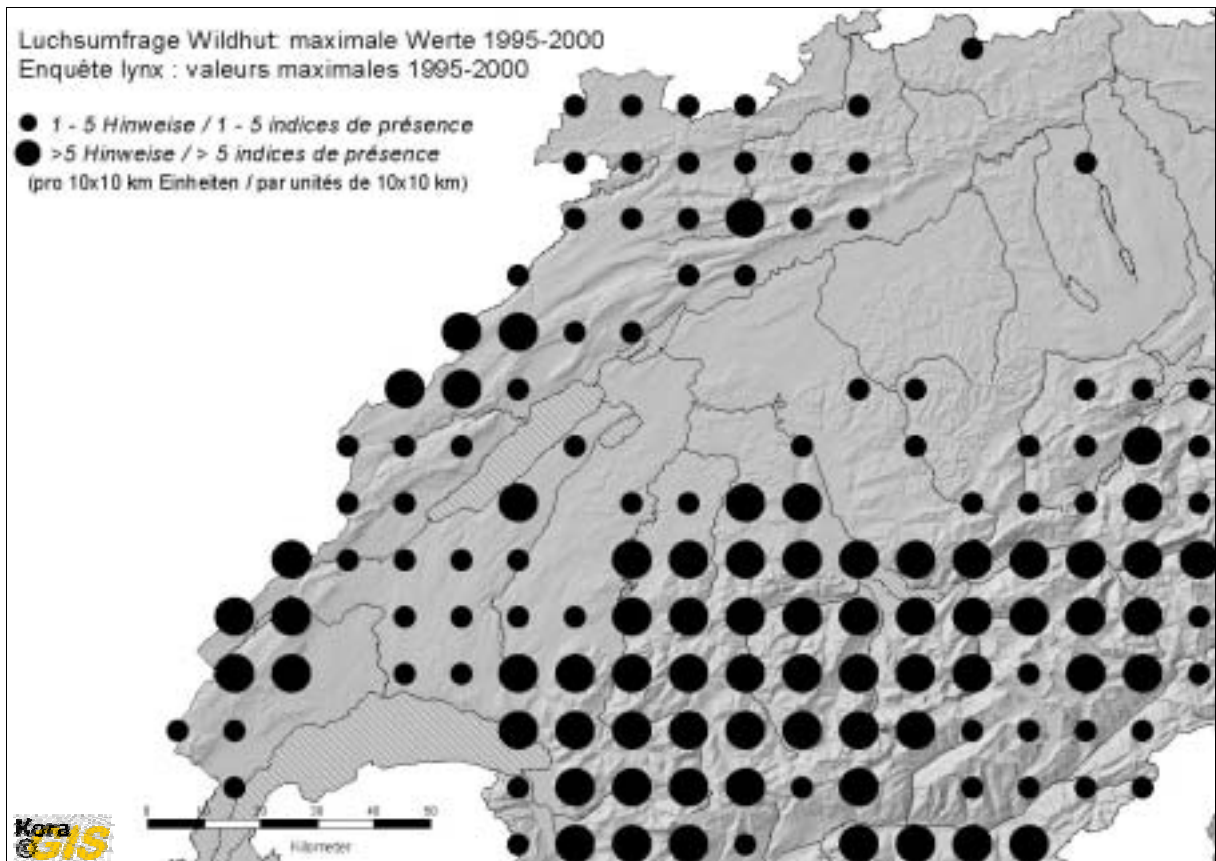 Luchsumfrage Wildhut: maximale Werte 1995-2000
Enquête lynx : valeurs maximales 1995-2000
1 - 5 Hinweise / 1 - 5 indices de présence
>5 Hinweise / > 5 indices de présence
(pro 10x10 km Einheiten / par unités de 10x10 km)
0 10 20 30 40 50
Kilometer
Kora
© GIS